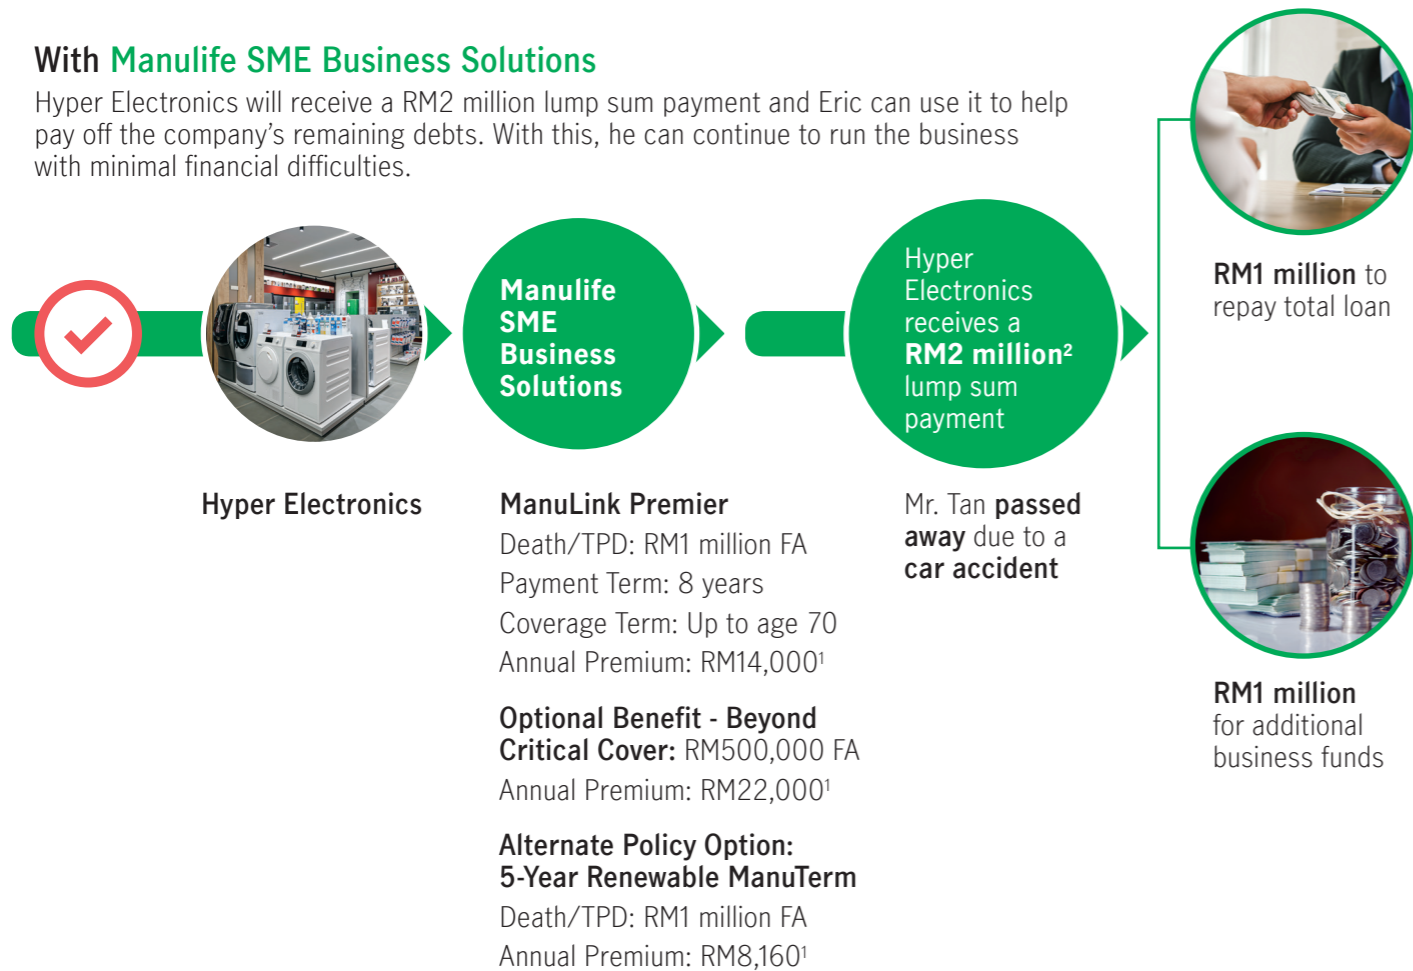 With Manulife SME Business Solutions
Hyper Electronics will receive a RM2 million lump sum payment and Eric can use it to help
pay off the company’s remaining debts. With this, he can continue to run the business
with minimal financial difficulties.
Hyper Electronics
Manulife
SME
Business
Solutions
ManuLink Premier
Death/TPD: RM1 million FA
Payment Term: 8 years
Coverage Term: Up to age 70
Annual Premium: RM14,000¹
Optional Benefit - Beyond
Critical Cover: RM500,000 FA
Annual Premium: RM22,000¹
Alternate Policy Option:
5-Year Renewable ManuTerm
Death/TPD: RM1 million FA
Annual Premium: RM8,160¹
Hyper
Electronics
receives a
RM2 million²
lump sum
payment
Mr. Tan passed
away due to a
car accident
RM1 million to
repay total loan
RM1 million
for additional
business funds